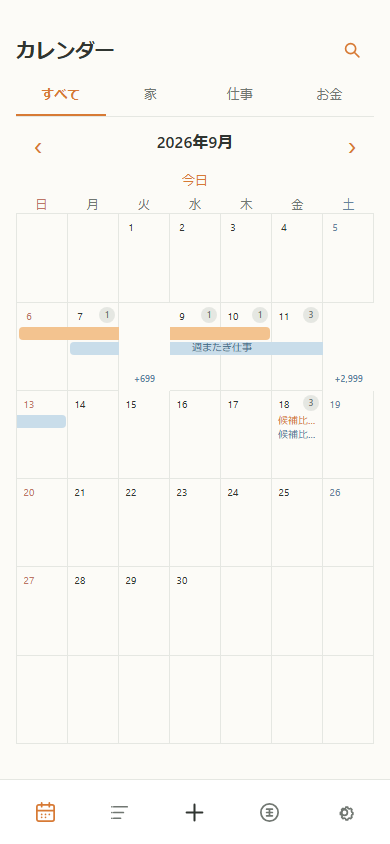 カレンダー
すべて 家 仕事 お金
‹ 2026年9月 ›
今日
日 月 火 水 木 金 土
1 2 3 4 5
6 7 1 9 1 10 1 11 3
週またぎ仕事
+699 +2,999
13 14 15 16 17 18 3 19
候補比...
候補比...
20 21 22 23 24 25 26
27 28 29 30